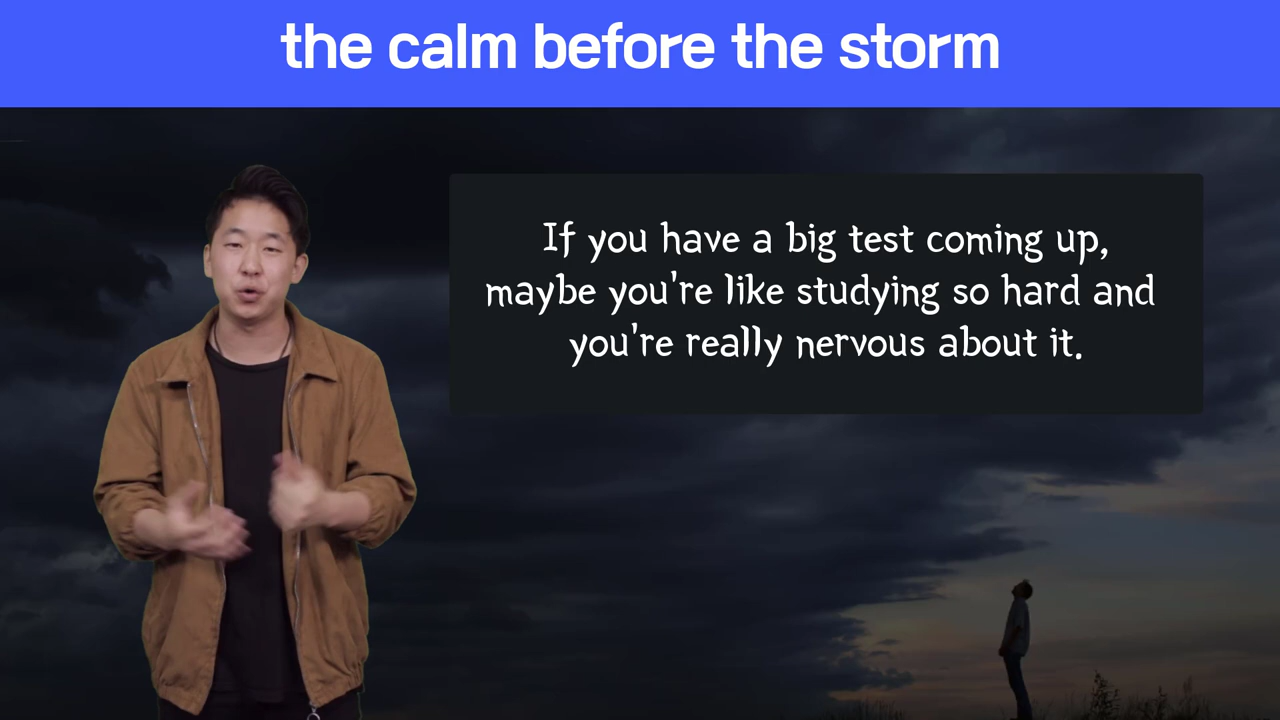 the calm before the storm
If you have a big test coming up,
maybe you're like studying so hard and
you're really nervous about it.